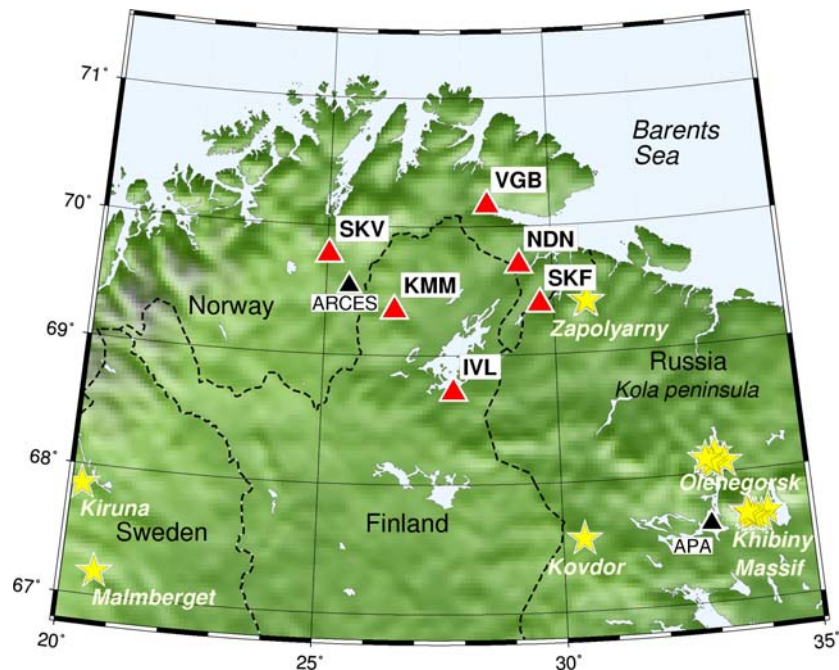 71˚
Barents
Sea
VGB
70˚
SKV
NDN
KMM
SKF
ARCES
Norway
Zapolyarny
69˚
Russia
IVL
Kola peninsula
68˚
Olenegorsk
Kiruna
Sweden
Finland
APA
Khibiny
Massif
Kovdor
Malmberget
67˚
20˚
25˚
30˚
35˚